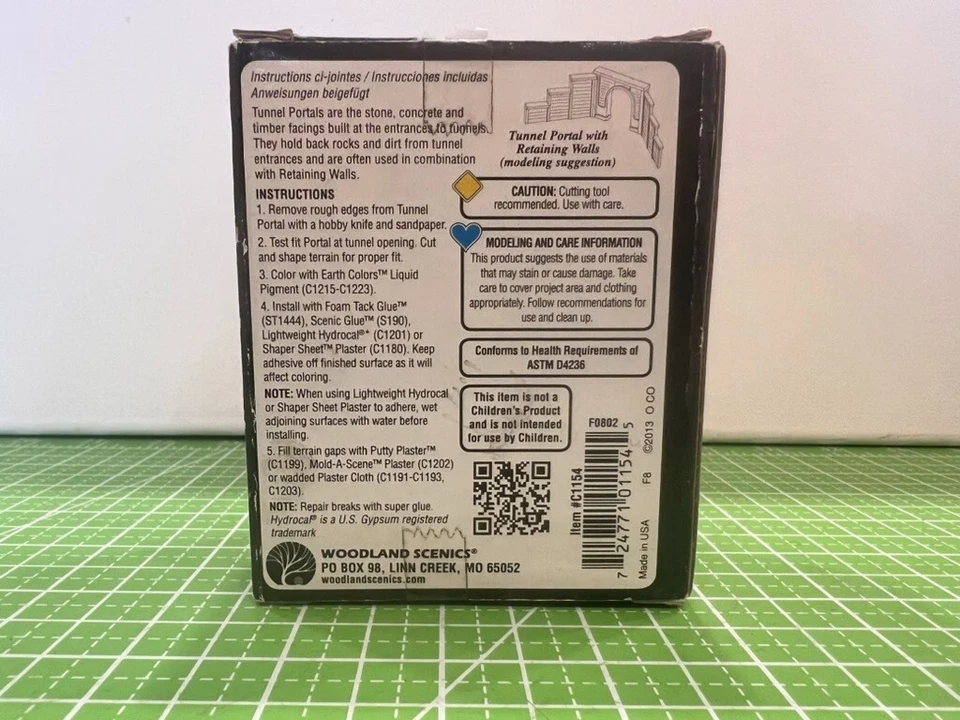 Instructions ci-jointes / Instrucciones incluidas
Anweisungen beigefügt
Tunnel Portals are the stone, concrete and
timber facings built at the entrances to tunnels.
They hold back rocks and dirt from tunnel
entrances and are often used in combination
with Retaining Walls.
INSTRUCTIONS
1. Remove rough edges from Tunnel
Portal with a hobby knife and sandpaper.
2. Test fit Portal at tunnel opening. Cut
and shape terrain for proper fit.
3. Color with Earth Colors™ Liquid
Pigment (C1215-C1223).
4. Install with Foam Tack Glue™
(ST1444), Scenic Glue™ (S190),
Lightweight Hydrocal®* (C1201) or
Shaper Sheet™ Plaster (C1180). Keep
adhesive off finished surface as it will
affect coloring.
NOTE: When using Lightweight Hydrocal
or Shaper Sheet Plaster to adhere, wet
adjoining surfaces with water before
installing.
5. Fill terrain gaps with Putty Plaster™
(C1199), Mold-A-Scene™ Plaster (C1202)
or wadded Plaster Cloth (C1191-C1193,
C1203).
NOTE: Repair breaks with super glue.
Hydrocal® is a U.S. Gypsum registered
trademark
WOODLAND SCENICS®
PO BOX 98, LINN CREEK, MO 65052
woodlandscenics.com
Tunnel Portal with
Retaining Walls
(modeling suggestion)
CAUTION: Cutting tool
recommended. Use with care.
MODELING AND CARE INFORMATION
This product suggests the use of materials
that may stain or cause damage. Take
care to cover project area and clothing
appropriately. Follow recommendations for
use and clean up.
Conforms to Health Requirements of
ASTM D4236
This item is not a
Children's Product
and is not intended
for use by Children.
F0802
Item #C1154
7 24771 01154 5
Made in USA F8 ©2013 O CO